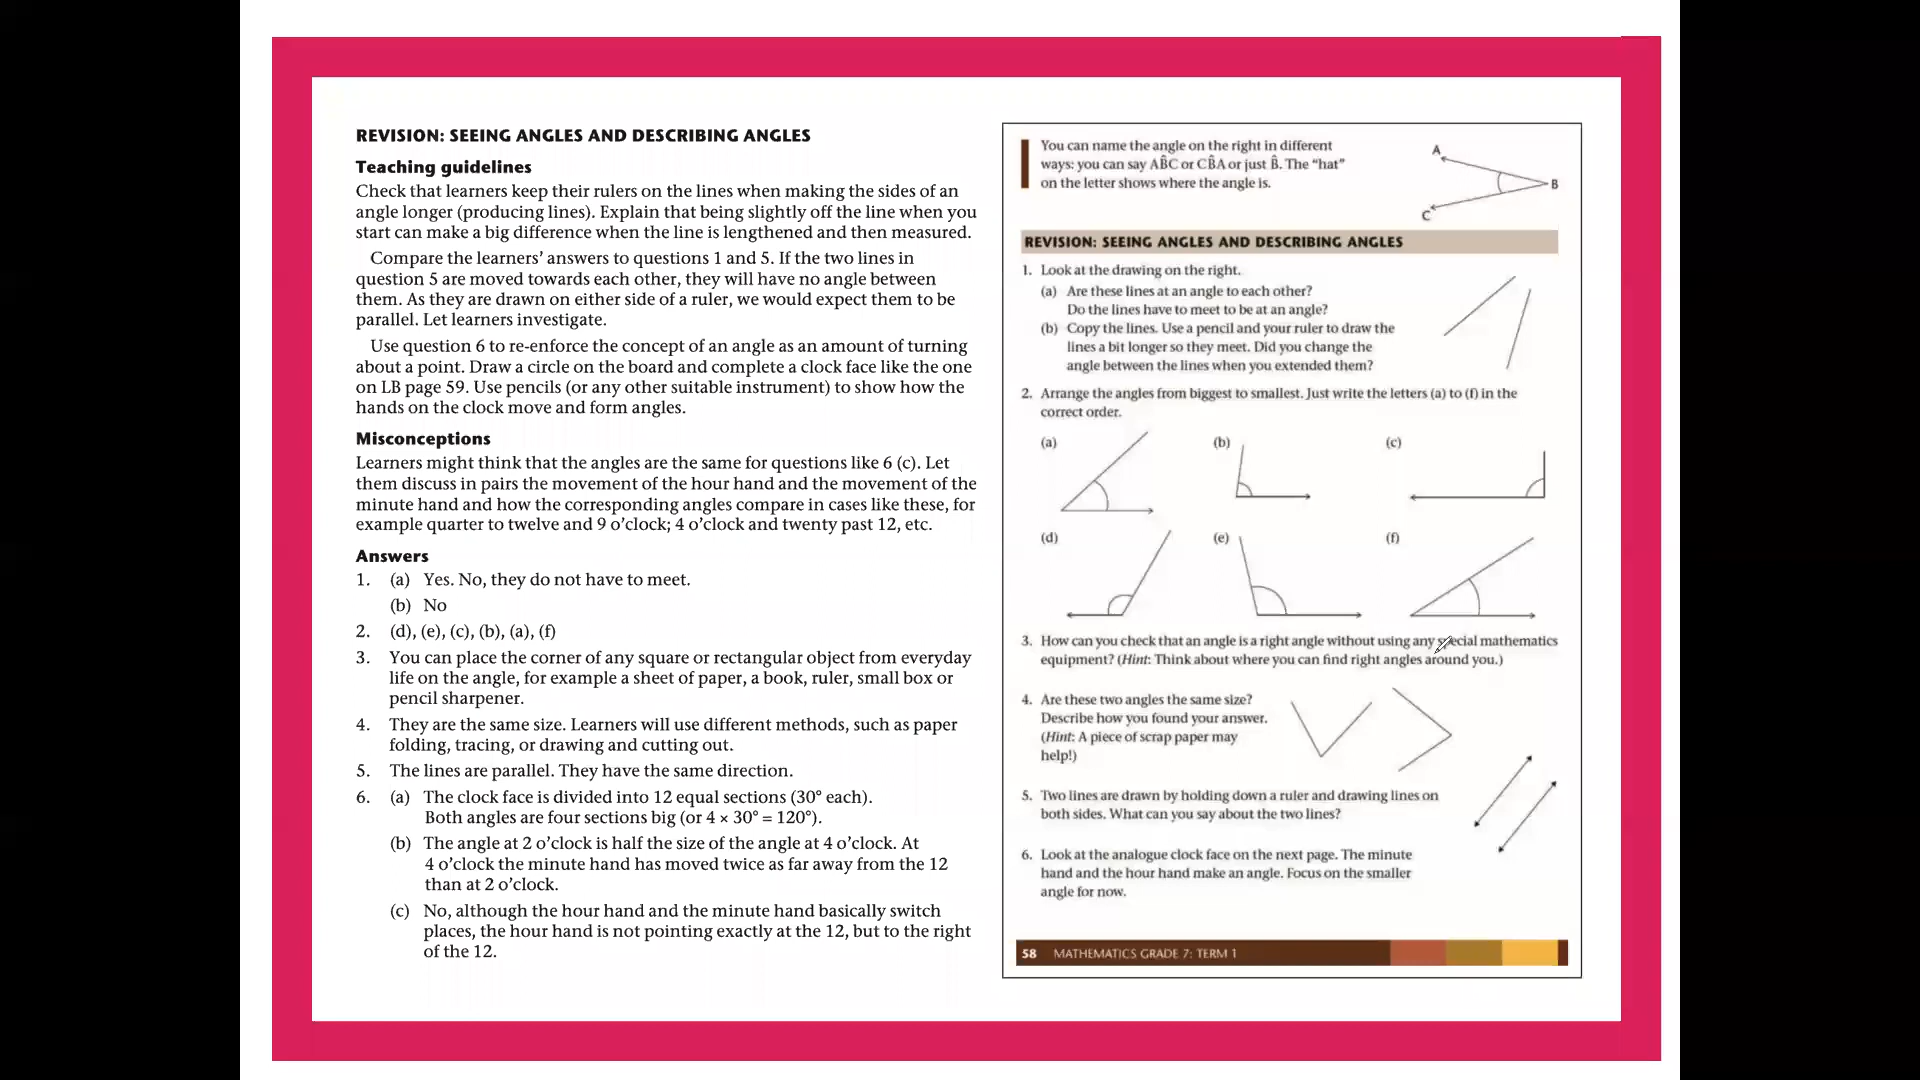 REVISION: SEEING ANGLES AND DESCRIBING ANGLES
Teaching guidelines
Check that learners keep their rulers on the lines when making the sides of an
angle longer (producing lines). Explain that being slightly off the line when you
start can make a big difference when the line is lengthened and then measured.
Compare the learners’ answers to questions 1 and 5. If the two lines in
question 5 are moved towards each other, they will have no angle between
them. As they are drawn on either side of a ruler, we would expect them to be
parallel. Let learners investigate.
Use question 6 to re-enforce the concept of an angle as an amount of turning
about a point. Draw a circle on the board and complete a clock face like the one
on LB page 59. Use pencils (or any other suitable instrument) to show how the
hands on the clock move and form angles.
Misconceptions
Learners might think that the angles are the same for questions like 6 (c). Let
them discuss in pairs the movement of the hour hand and the movement of the
minute hand and how the corresponding angles compare in cases like these, for
example quarter to twelve and 9 o’clock; 4 o’clock and twenty past 12, etc.
Answers
1. (a) Yes. No, they do not have to meet.
(b) No
2. (d), (e), (c), (b), (a), (f)
3. You can place the corner of any square or rectangular object from everyday
life on the angle, for example a sheet of paper, a book, ruler, small box or
pencil sharpener.
4. They are the same size. Learners will use different methods, such as paper
folding, tracing, or drawing and cutting out.
5. The lines are parallel. They have the same direction.
6. (a) The clock face is divided into 12 equal sections (30° each).
Both angles are four sections big (or 4 × 30° = 120°).
(b) The angle at 2 o’clock is half the size of the angle at 4 o’clock. At
4 o’clock the minute hand has moved twice as far away from the 12
than at 2 o’clock.
(c) No, although the hour hand and the minute hand basically switch
places, the hour hand is not pointing exactly at the 12, but to the right
of the 12.
You can name the angle on the right in different
ways: you can say AB̂C or CB̂A or just B̂. The “hat”
on the letter shows where the angle is.
A
B
C
REVISION: SEEING ANGLES AND DESCRIBING ANGLES
1. Look at the drawing on the right.
(a) Are these lines at an angle to each other?
Do the lines have to meet to be at an angle?
(b) Copy the lines. Use a pencil and your ruler to draw the
lines a bit longer so they meet. Did you change the
angle between the lines when you extended them?
2. Arrange the angles from biggest to smallest. Just write the letters (a) to (f) in the
correct order.
(a) (b) (c)
(d) (e) (f)
3. How can you check that an angle is a right angle without using any special mathematics
equipment? (Hint: Think about where you can find right angles around you.)
4. Are these two angles the same size?
Describe how you found your answer.
(Hint: A piece of scrap paper may
help!)
5. Two lines are drawn by holding down a ruler and drawing lines on
both sides. What can you say about the two lines?
6. Look at the analogue clock face on the next page. The minute
hand and the hour hand make an angle. Focus on the smaller
angle for now.
58 MATHEMATICS GRADE 7: TERM 1